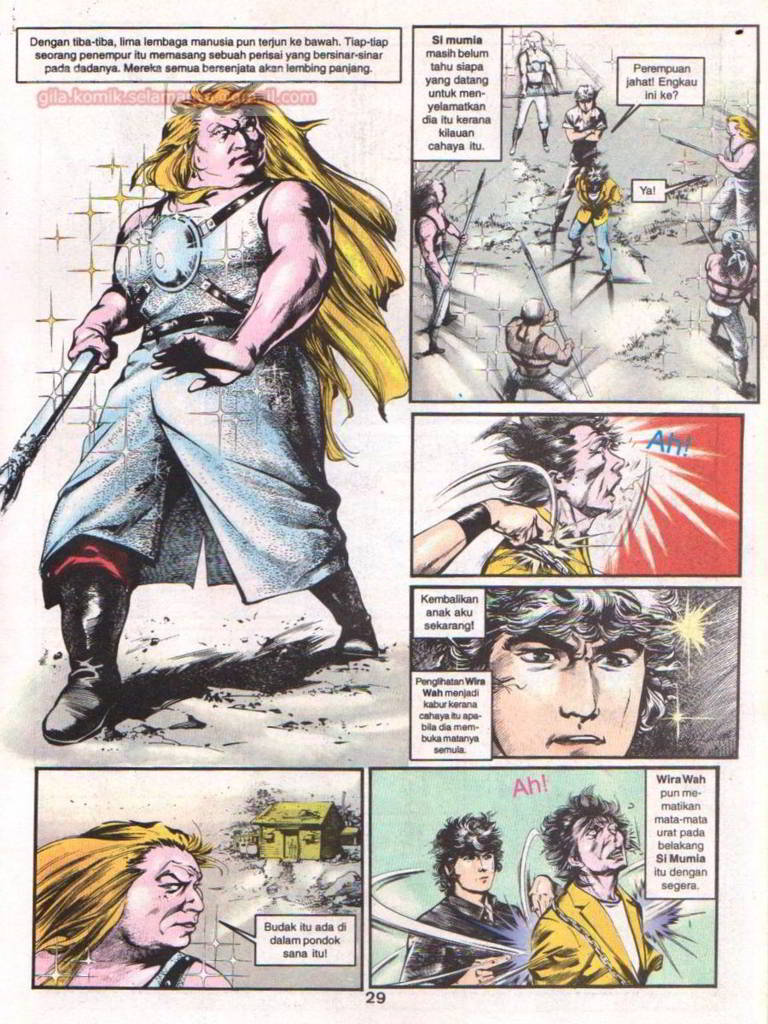 Dengan tiba-tiba, lima lembaga manusia pun terjun ke bawah. Tiap-tiap
seorang penempur itu memasang sebuah perisai yang bersinar-sinar
pada dadanya. Mereka semua bersenjata akan lembing panjang.
Si mumia
masih belum
tahu siapa
yang datang
untuk men-
yelamatkan
dia itu kerana
kilauan
cahaya itu.
Perempuan
jahat! Engkau
ini ke?
Ya!
Ah!
Kembalikan
anak aku
sekarang!
Penglihatan Wira
Wah menjadi
kabur kerana
cahaya itu apa-
bila dia mem-
buka matanya
semula.
Budak itu ada di
dalam pondok
sana itu!
Ah!
Wira Wah
pun me-
matikan
mata-mata
urat pada
belakang
Si Mumia
itu dengan
segera.
29